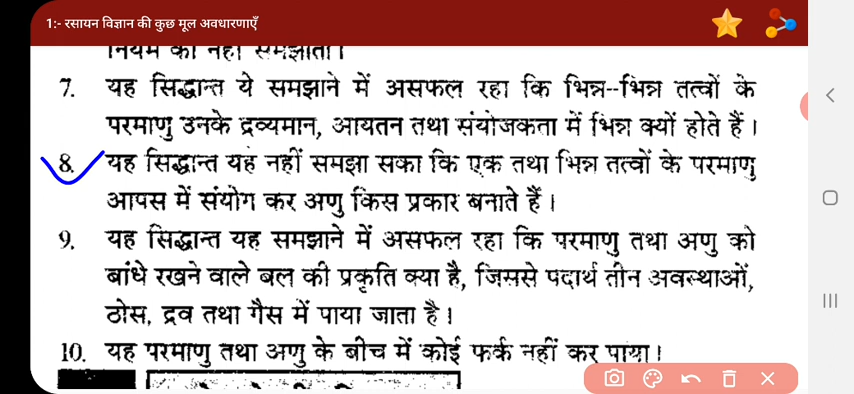 1:- रसायन विज्ञान की कुछ मूल अवधारणाएँ
नियम को नहीं समझाता।
7. यह सिद्धान्त ये समझाने में असफल रहा कि भिन्न--भिन्न तत्वों के
परमाणु उनके द्रव्यमान, आयतन तथा संयोजकता में भिन्न क्यों होते हैं।
8. यह सिद्धान्त यह नहीं समझा सका कि एक तथा भिन्न तत्वों के परमाणु
आपस में संयोग कर अणु किस प्रकार बनाते हैं।
9. यह सिद्धान्त यह समझाने में असफल रहा कि परमाणु तथा अणु को
बांधे रखने वाले बल की प्रकृति क्या है, जिससे पदार्थ तीन अवस्थाओं,
ठोस, द्रव तथा गैस में पाया जाता है।
10. यह परमाणु तथा अणु के बीच में कोई फर्क नहीं कर पाया।